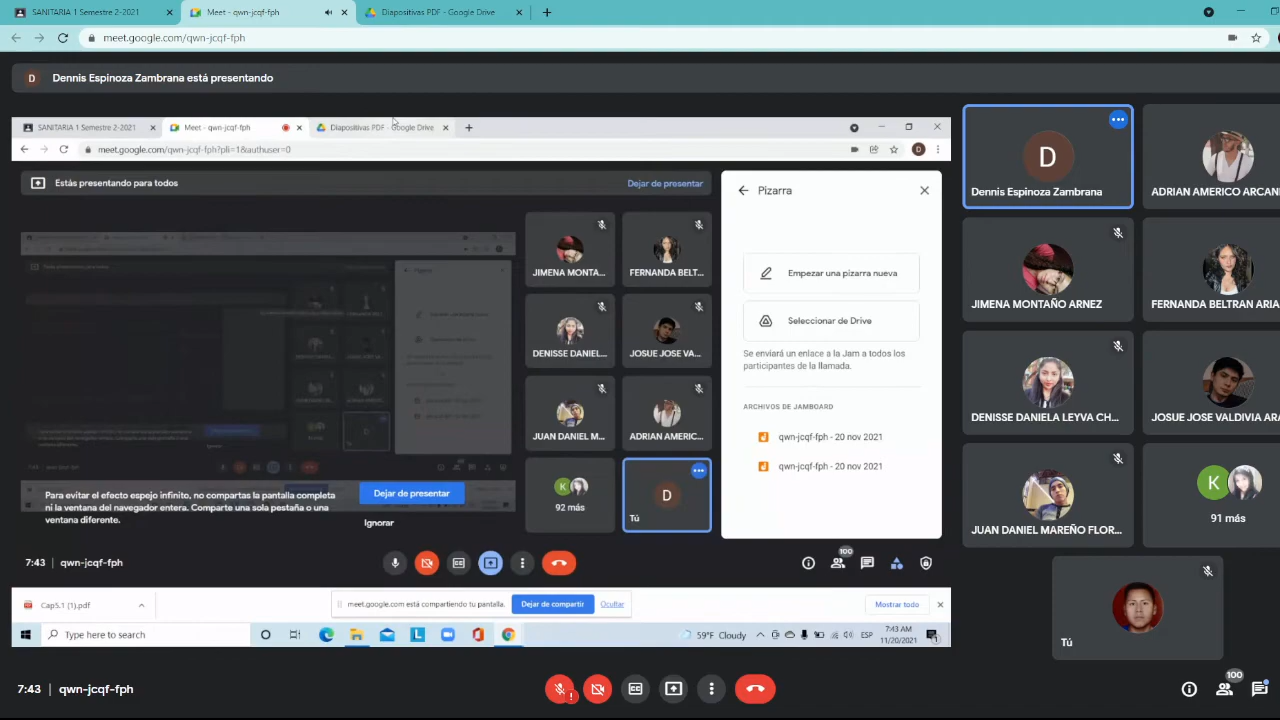 SANITARIA 1 Semestre 2-2021
Meet - qwn-jcqf-fph
Diapositivas PDF - Google Drive
meet.google.com/qwn-jcqf-fph
D
Dennis Espinoza Zambrana está presentando
SANITARIA 1 Semestre 2-2021
Meet - qwn-jcqf-fph
Diapositivas PDF - Google Drive
meet.google.com/qwn-jcqf-fph?pli=1&authuser=0
D
Estás presentando para todos
Dejar de presentar
JIMENA MONTA...
FERNANDA BELT...
DENISSE DANIEL...
JOSUE JOSE VA...
JUAN DANIEL M...
ADRIAN AMERIC...
K
92 más
D
Tú
Para evitar el efecto espejo infinito, no compartas la pantalla completa
ni la ventana del navegador entera. Comparte una sola pestaña o una
ventana diferente.
Dejar de presentar
Ignorar
7:43
qwn-jcqf-fph
100
Pizarra
Empezar una pizarra nueva
Seleccionar de Drive
Se enviará un enlace a la Jam a todos los
participantes de la llamada.
ARCHIVOS DE JAMBOARD
qwn-jcqf-fph - 20 nov 2021
qwn-jcqf-fph - 20 nov 2021
Cap5.1 (1).pdf
meet.google.com está compartiendo tu pantalla.
Dejar de compartir
Ocultar
Mostrar todo
Type here to search
L
59°F Cloudy
ESP
7:43 AM
11/20/2021
1
D
Dennis Espinoza Zambrana
ADRIAN AMERICO ARCAN
JIMENA MONTAÑO ARNEZ
FERNANDA BELTRAN ARIA
DENISSE DANIELA LEYVA CH...
JOSUE JOSE VALDIVIA ARA
JUAN DANIEL MAREÑO FLOR...
K
91 más
Tú
7:43
qwn-jcqf-fph
100